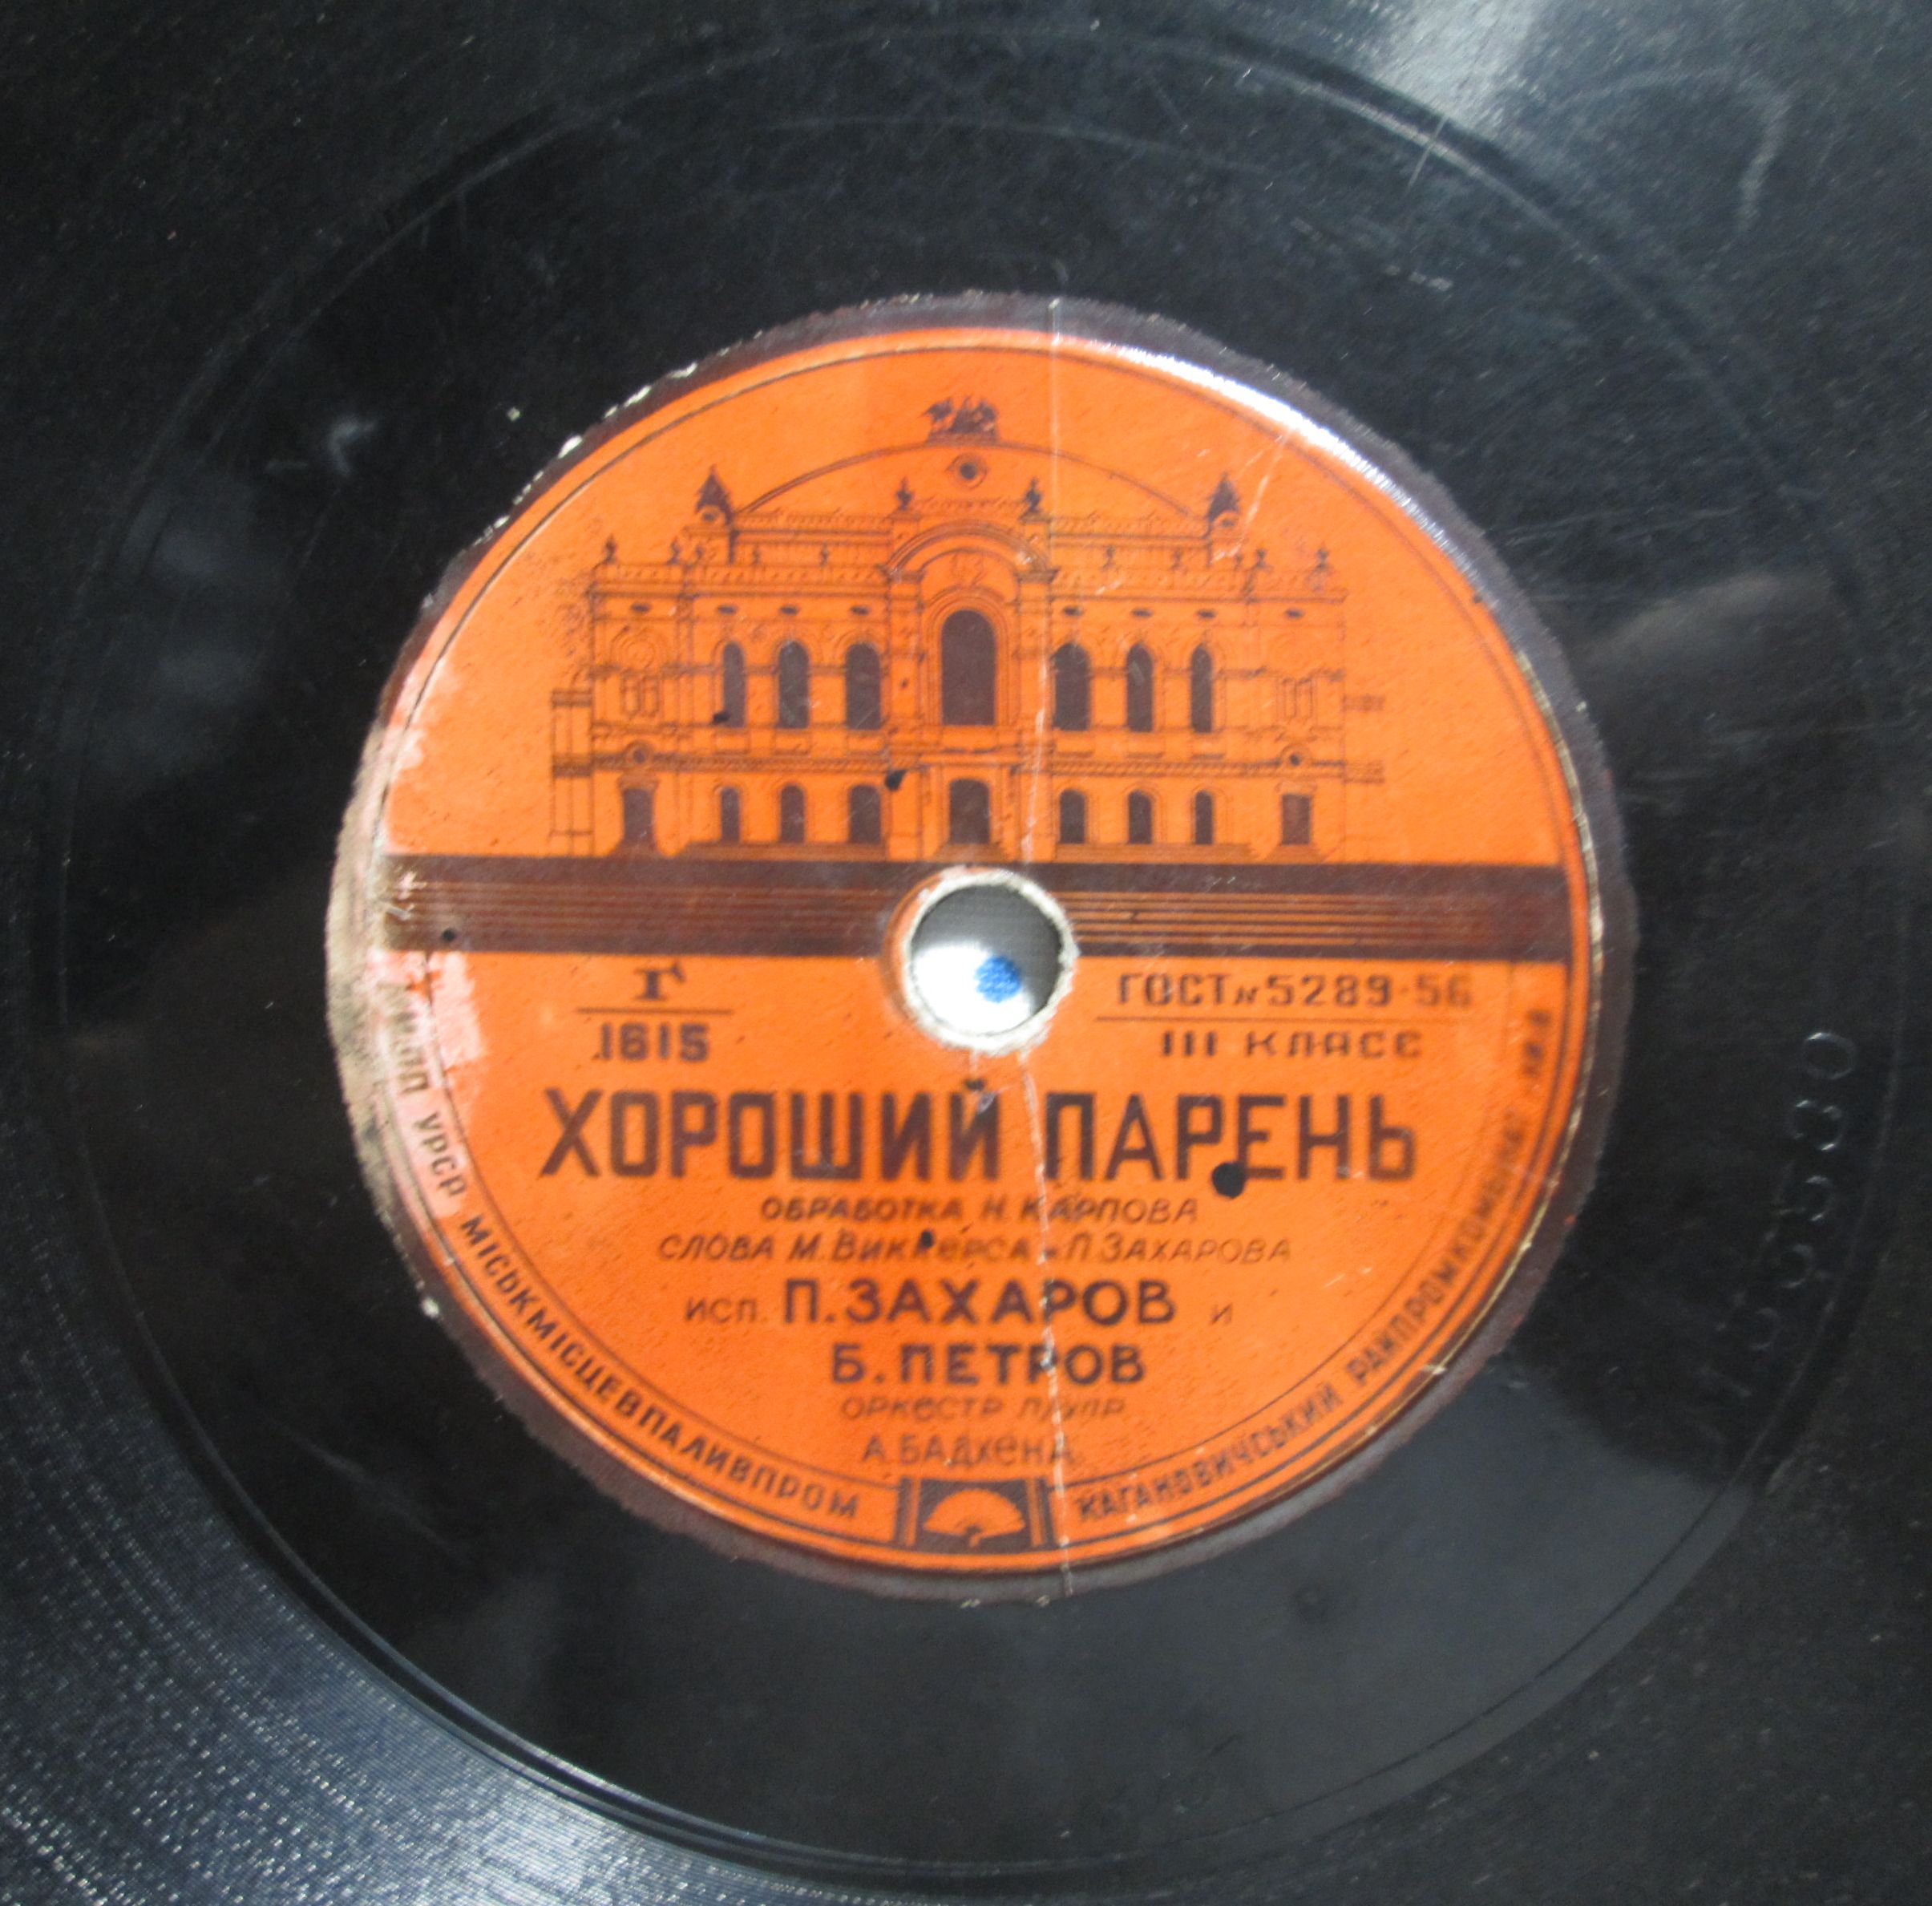 Г
1615
ГОСТ N 5289-56
III КЛАСС
ХОРОШИЙ ПАРЕНЬ
ОБРАБОТКА Н КАРПОВА
СЛОВА М. Виккерса и П. ЗАХАРОВА
исп. П. ЗАХАРОВ и
Б. ПЕТРОВ
ОРКЕСТР П/УПР
А. БАДХЕНА
УРСР МІСЬКМІСЦЕВПАЛИВПРОМ
КАГАНОВИЧСЬКИЙ РАЙПРОМКОМБІНАТ